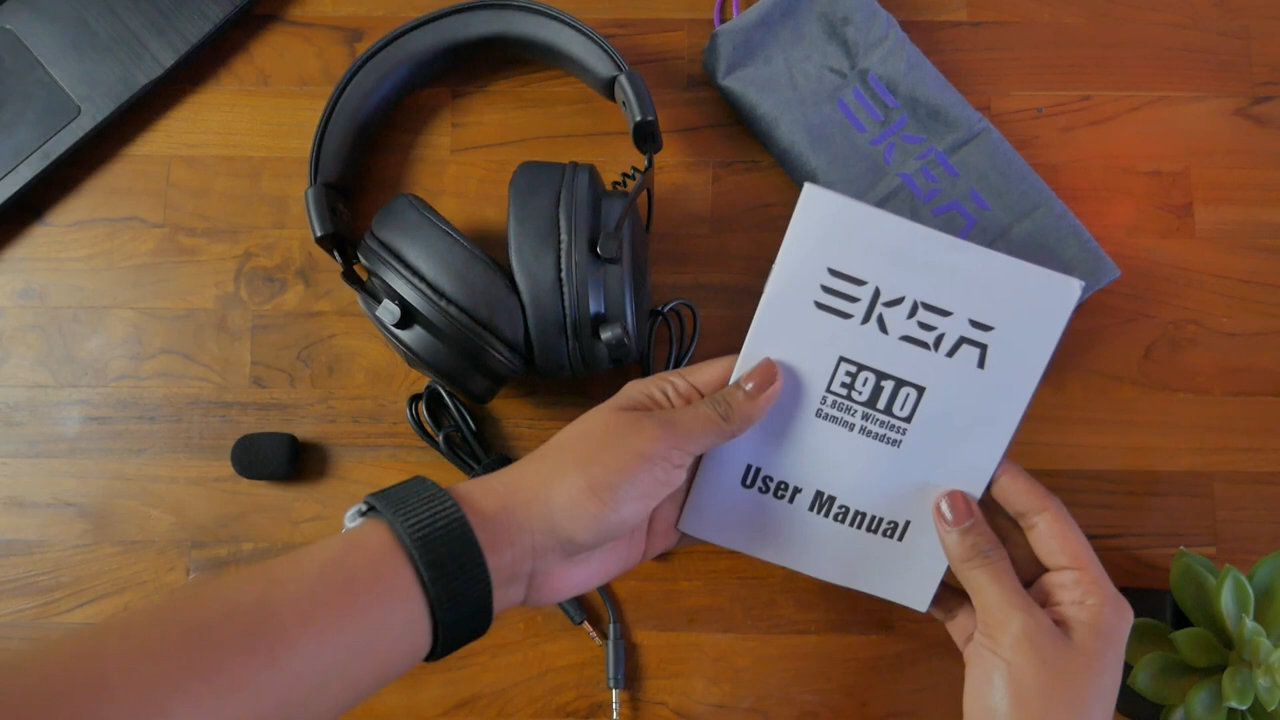 EKSA
EKSA
E910
5.8GHz Wireless
Gaming Headset
User Manual